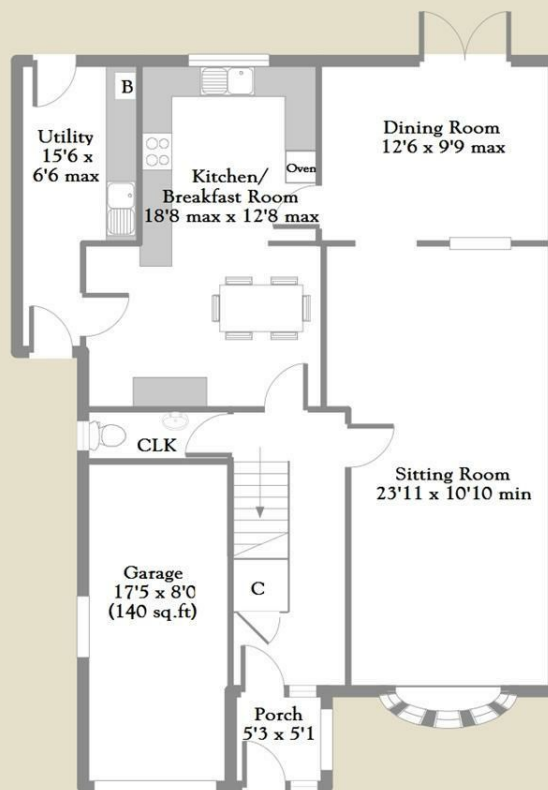 B
Utility
15'6 x
6'6 max
Dining Room
12'6 x 9'9 max
Oven
Kitchen/
Breakfast Room
18'8 max x 12'8 max
CLK
Sitting Room
23'11 x 10'10 min
Garage
17'5 x 8'0
(140 sq.ft)
C
Porch
5'3 x 5'1